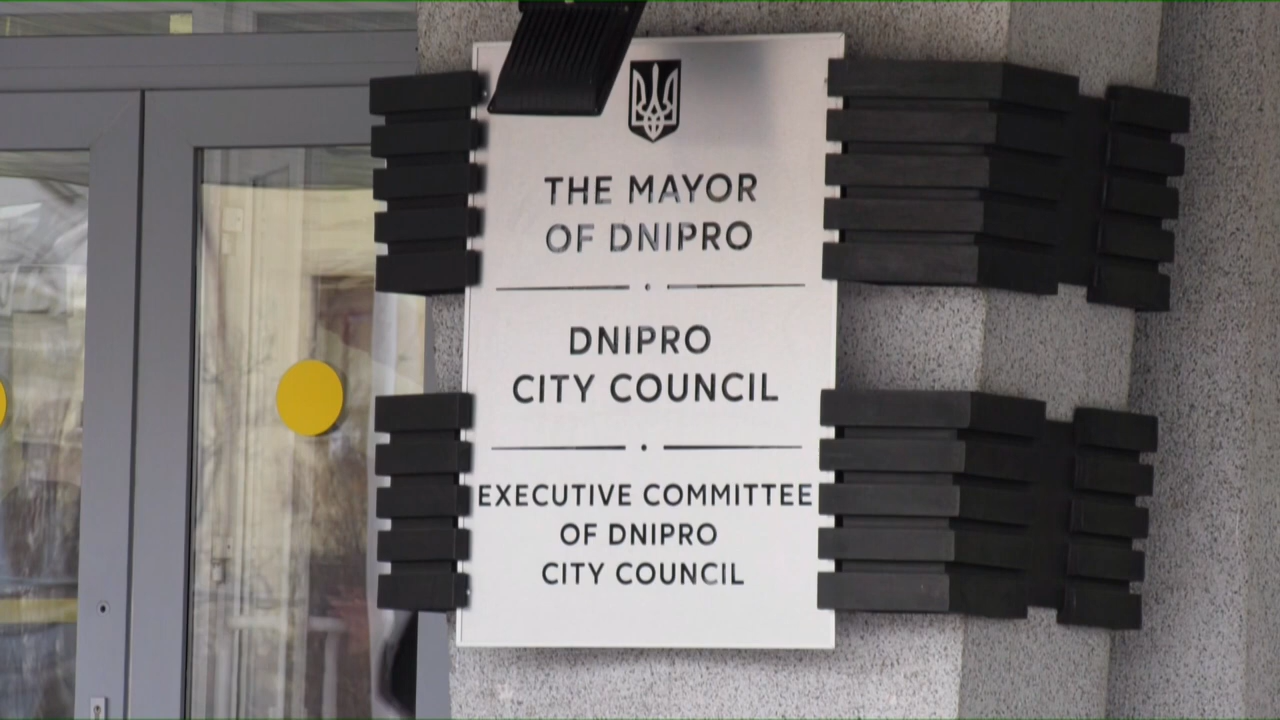 THE MAYOR
OF DNIPRO
DNIPRO
CITY COUNCIL
EXECUTIVE COMMITTEE
OF DNIPRO
CITY COUNCIL